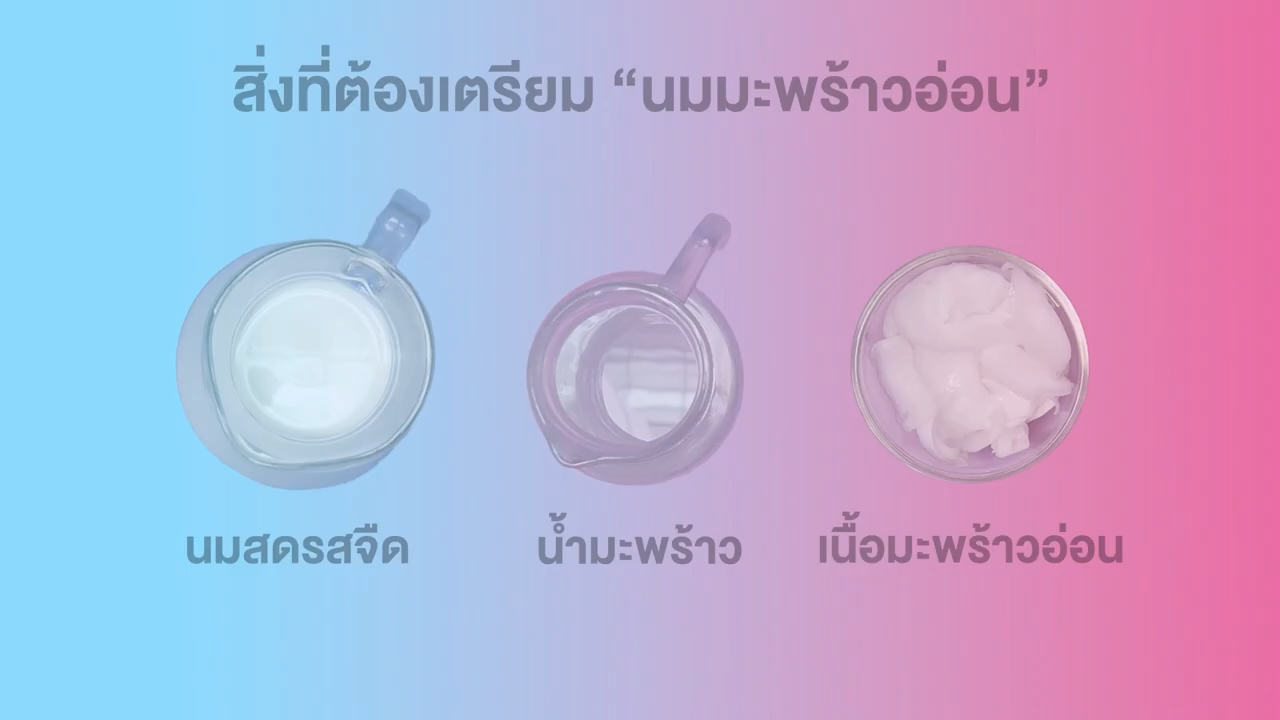 สิ่งที่ต้องเตรียม “นมมะพร้าวอ่อน”
นมสดรสจืด
น้ำมะพร้าว
เนื้อมะพร้าวอ่อน